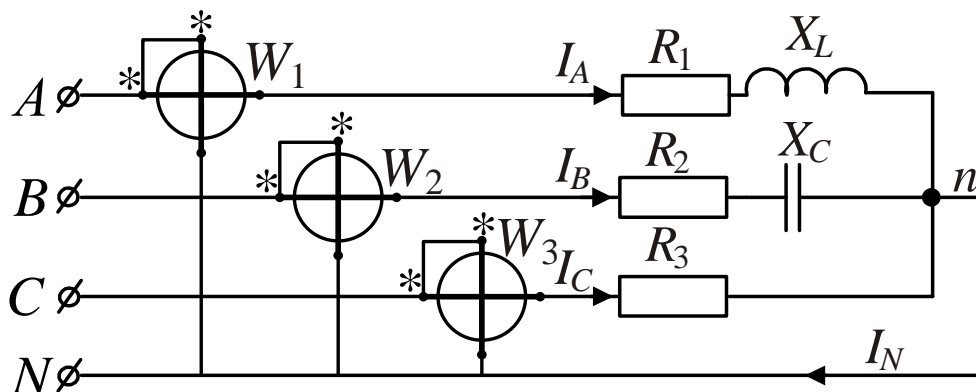 A * * W₁ I_A R₁ X_L
B * * W₂ I_B R₂ X_C n
C * * W₃ I_C R₃
N I_N